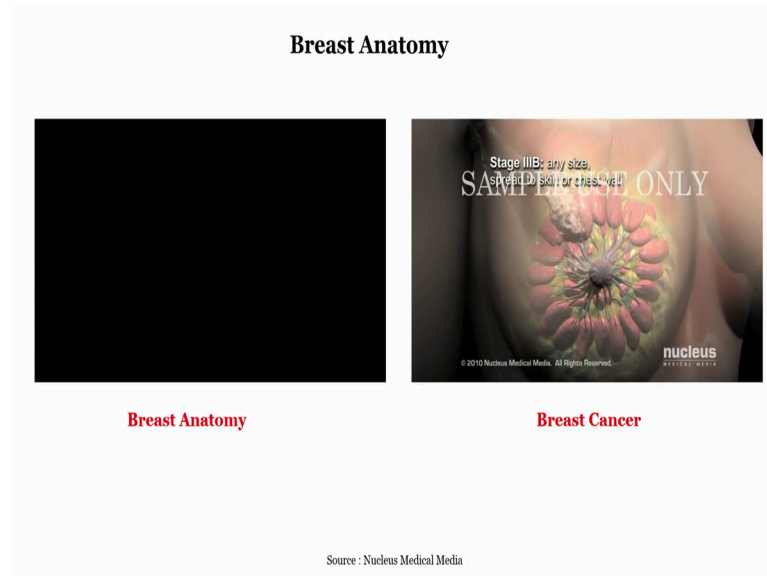 Breast Anatomy
Stage IIIB: any size,
spread to skin or chest wall
SAMPLE USE ONLY
© 2010 Nucleus Medical Media. All Rights Reserved.
nucleus
MEDICAL MEDIA
Breast Anatomy
Breast Cancer
Source : Nucleus Medical Media